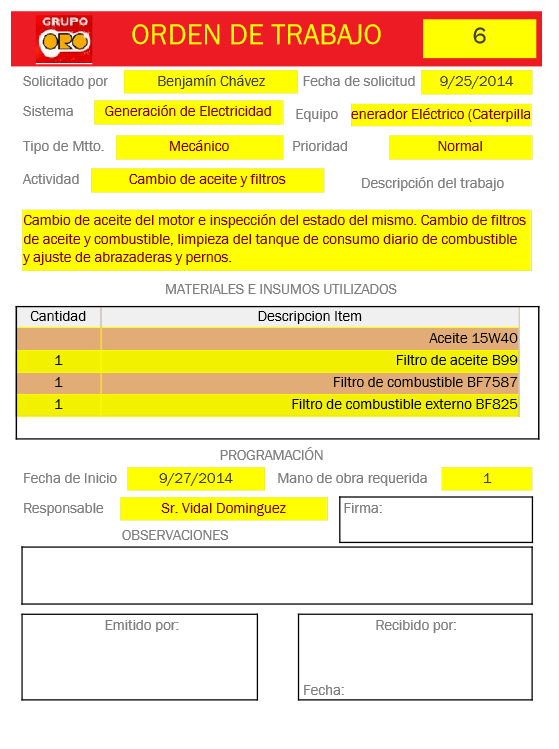 GRUPO
ORO
ORDEN DE TRABAJO 6
Solicitado por Benjamín Chávez Fecha de solicitud 9/25/2014
Sistema Generación de Electricidad Equipo enerador Eléctrico (Caterpilla
Tipo de Mtto. Mecánico Prioridad Normal
Actividad Cambio de aceite y filtros Descripción del trabajo
Cambio de aceite del motor e inspección del estado del mismo. Cambio de filtros
de aceite y combustible, limpieza del tanque de consumo diario de combustible
y ajuste de abrazaderas y pernos.
MATERIALES E INSUMOS UTILIZADOS
Cantidad Descripcion Item
Aceite 15W40
1 Filtro de aceite B99
1 Filtro de combustible BF7587
1 Filtro de combustible externo BF825
PROGRAMACIÓN
Fecha de Inicio 9/27/2014 Mano de obra requerida 1
Responsable Sr. Vidal Dominguez Firma:
OBSERVACIONES
Emitido por: Recibido por:
Fecha: